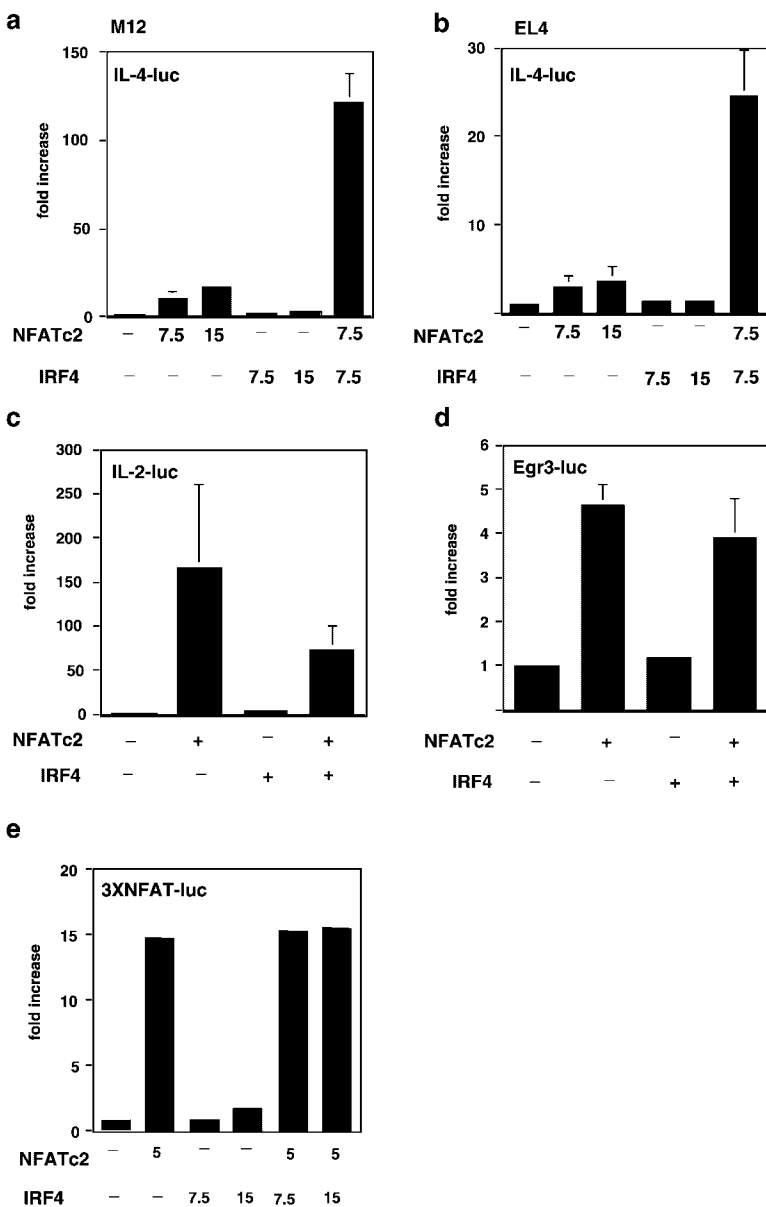 a M12
150 IL-4-luc
100
50
0
fold increase
NFATc2 – 7.5 15 – – 7.5
IRF4 – – – 7.5 15 7.5
b EL4
30 IL-4-luc
20
10
fold increase
NFATc2 – 7.5 15 – – 7.5
IRF4 – – – 7.5 15 7.5
c
300 IL-2-luc
250
200
150
100
50
0
fold increase
NFATc2 – + – +
IRF4 – – + +
d
6 Egr3-luc
5
4
3
2
1
fold increase
NFATc2 – + – +
IRF4 – – + +
e
20 3XNFAT-luc
15
10
5
0
fold increase
NFATc2 – 5 – – 5 5
IRF4 – – 7.5 15 7.5 15